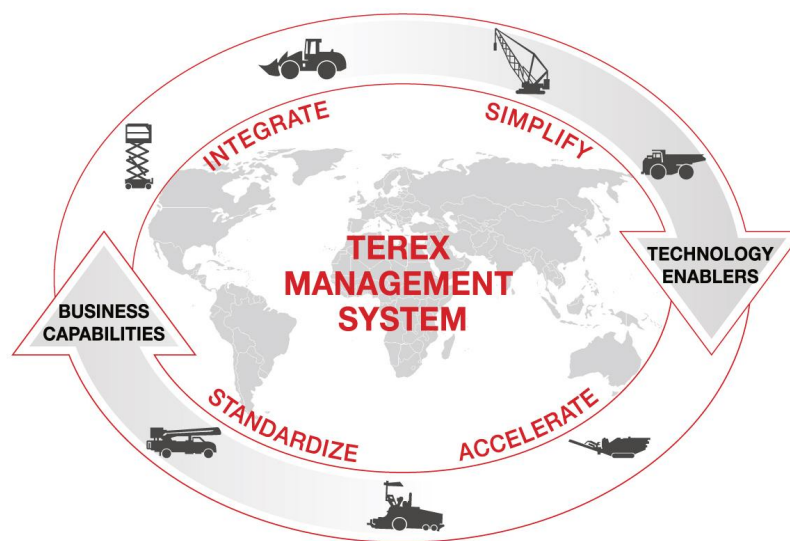 INTEGRATE
SIMPLIFY
TECHNOLOGY
ENABLERS
TEREX
MANAGEMENT
SYSTEM
BUSINESS
CAPABILITIES
STANDARDIZE
ACCELERATE